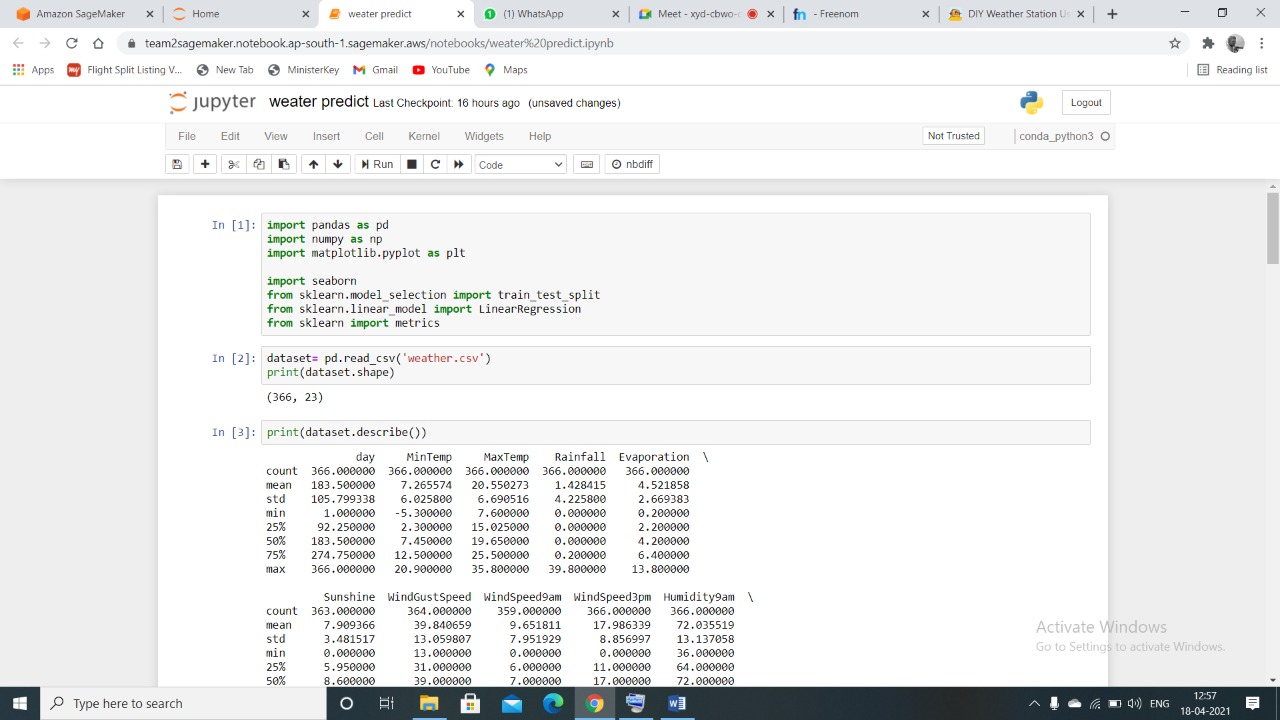 Amazon SageMaker
Home
weater predict
(1) WhatsApp
Meet - xyd-cbwo-
- Freenom
DIY Weather Station U
team2sagemaker.notebook.ap-south-1.sagemaker.aws/notebooks/weater%20predict.ipynb
Apps
Flight Split Listing V...
New Tab
MinisterKey
Gmail
YouTube
Maps
Reading list
jupyter weater predict Last Checkpoint: 16 hours ago (unsaved changes)
Logout
File Edit View Insert Cell Kernel Widgets Help
Not Trusted
conda_python3
Run
Code
nbdiff
In [1]: import pandas as pd
import numpy as np
import matplotlib.pyplot as plt
import seaborn
from sklearn.model_selection import train_test_split
from sklearn.linear_model import LinearRegression
from sklearn import metrics
In [2]: dataset= pd.read_csv('weather.csv')
print(dataset.shape)
(366, 23)
In [3]: print(dataset.describe())
day MinTemp MaxTemp Rainfall Evaporation \
count 366.000000 366.000000 366.000000 366.000000 366.000000
mean 183.500000 7.265574 20.550273 1.428415 4.521858
std 105.799338 6.025800 6.690516 4.225800 2.669383
min 1.000000 -5.300000 7.600000 0.000000 0.200000
25% 92.250000 2.300000 15.025000 0.000000 2.200000
50% 183.500000 7.450000 19.650000 0.000000 4.200000
75% 274.750000 12.500000 25.500000 0.200000 6.400000
max 366.000000 20.900000 35.800000 39.800000 13.800000
Sunshine WindGustSpeed WindSpeed9am WindSpeed3pm Humidity9am \
count 363.000000 364.000000 359.000000 366.000000 366.000000
mean 7.909366 39.840659 9.651811 17.986339 72.035519
std 3.481517 13.059807 7.951929 8.856997 13.137058
min 0.000000 13.000000 0.000000 0.000000 36.000000
25% 5.950000 31.000000 6.000000 11.000000 64.000000
50% 8.600000 39.000000 7.000000 17.000000 72.000000
Activate Windows
Go to Settings to activate Windows.
Type here to search
ENG
12:57
18-04-2021